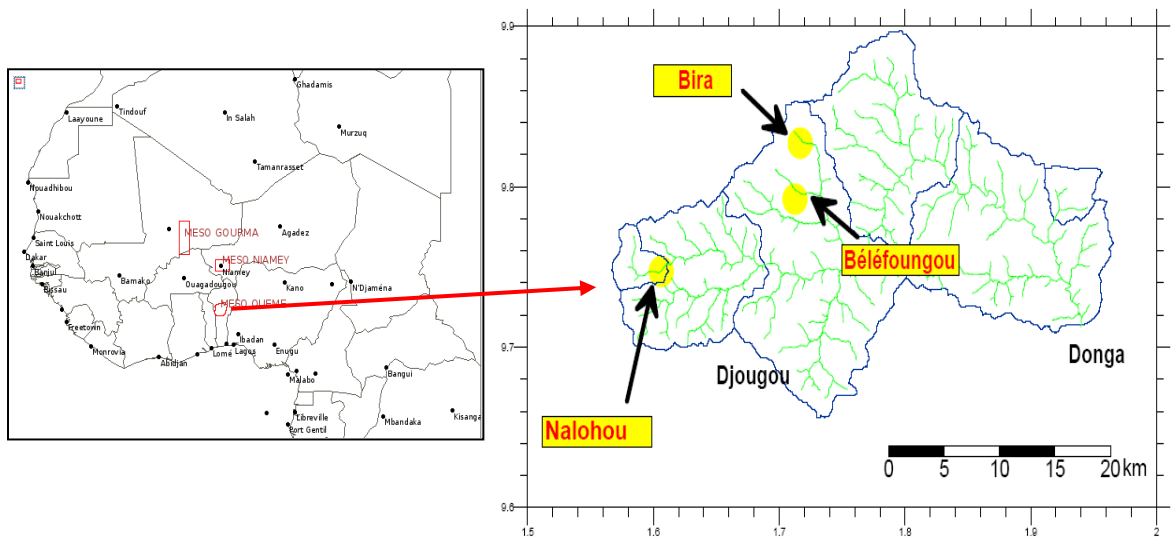 Ghadamis
Tindouf
Laayoune
In Salah
Murzuq
Tamanrasset
Nouadhibou
Nouakchott
MESO GOURMA
Agadez
Saint Louis
Dakar
Banjul
Bissau
MESO NIAMEY
Niamey
Bamako
Ouagadougou
Kano
N'Djaména
MESO OUEME
Freetown
Ibadan
Monrovia
Abidjan
Lomé
Lagos
Enugu
Bangui
Malabo
Libreville
Port Gentil
Mbandaka
Kisanga
9.9
9.8
9.7
9.6
1.5
1.6
1.7
1.8
1.9
2
Bira
Béléfoungou
Nalohou
Djougou
Donga
0
5
10
15
20 km